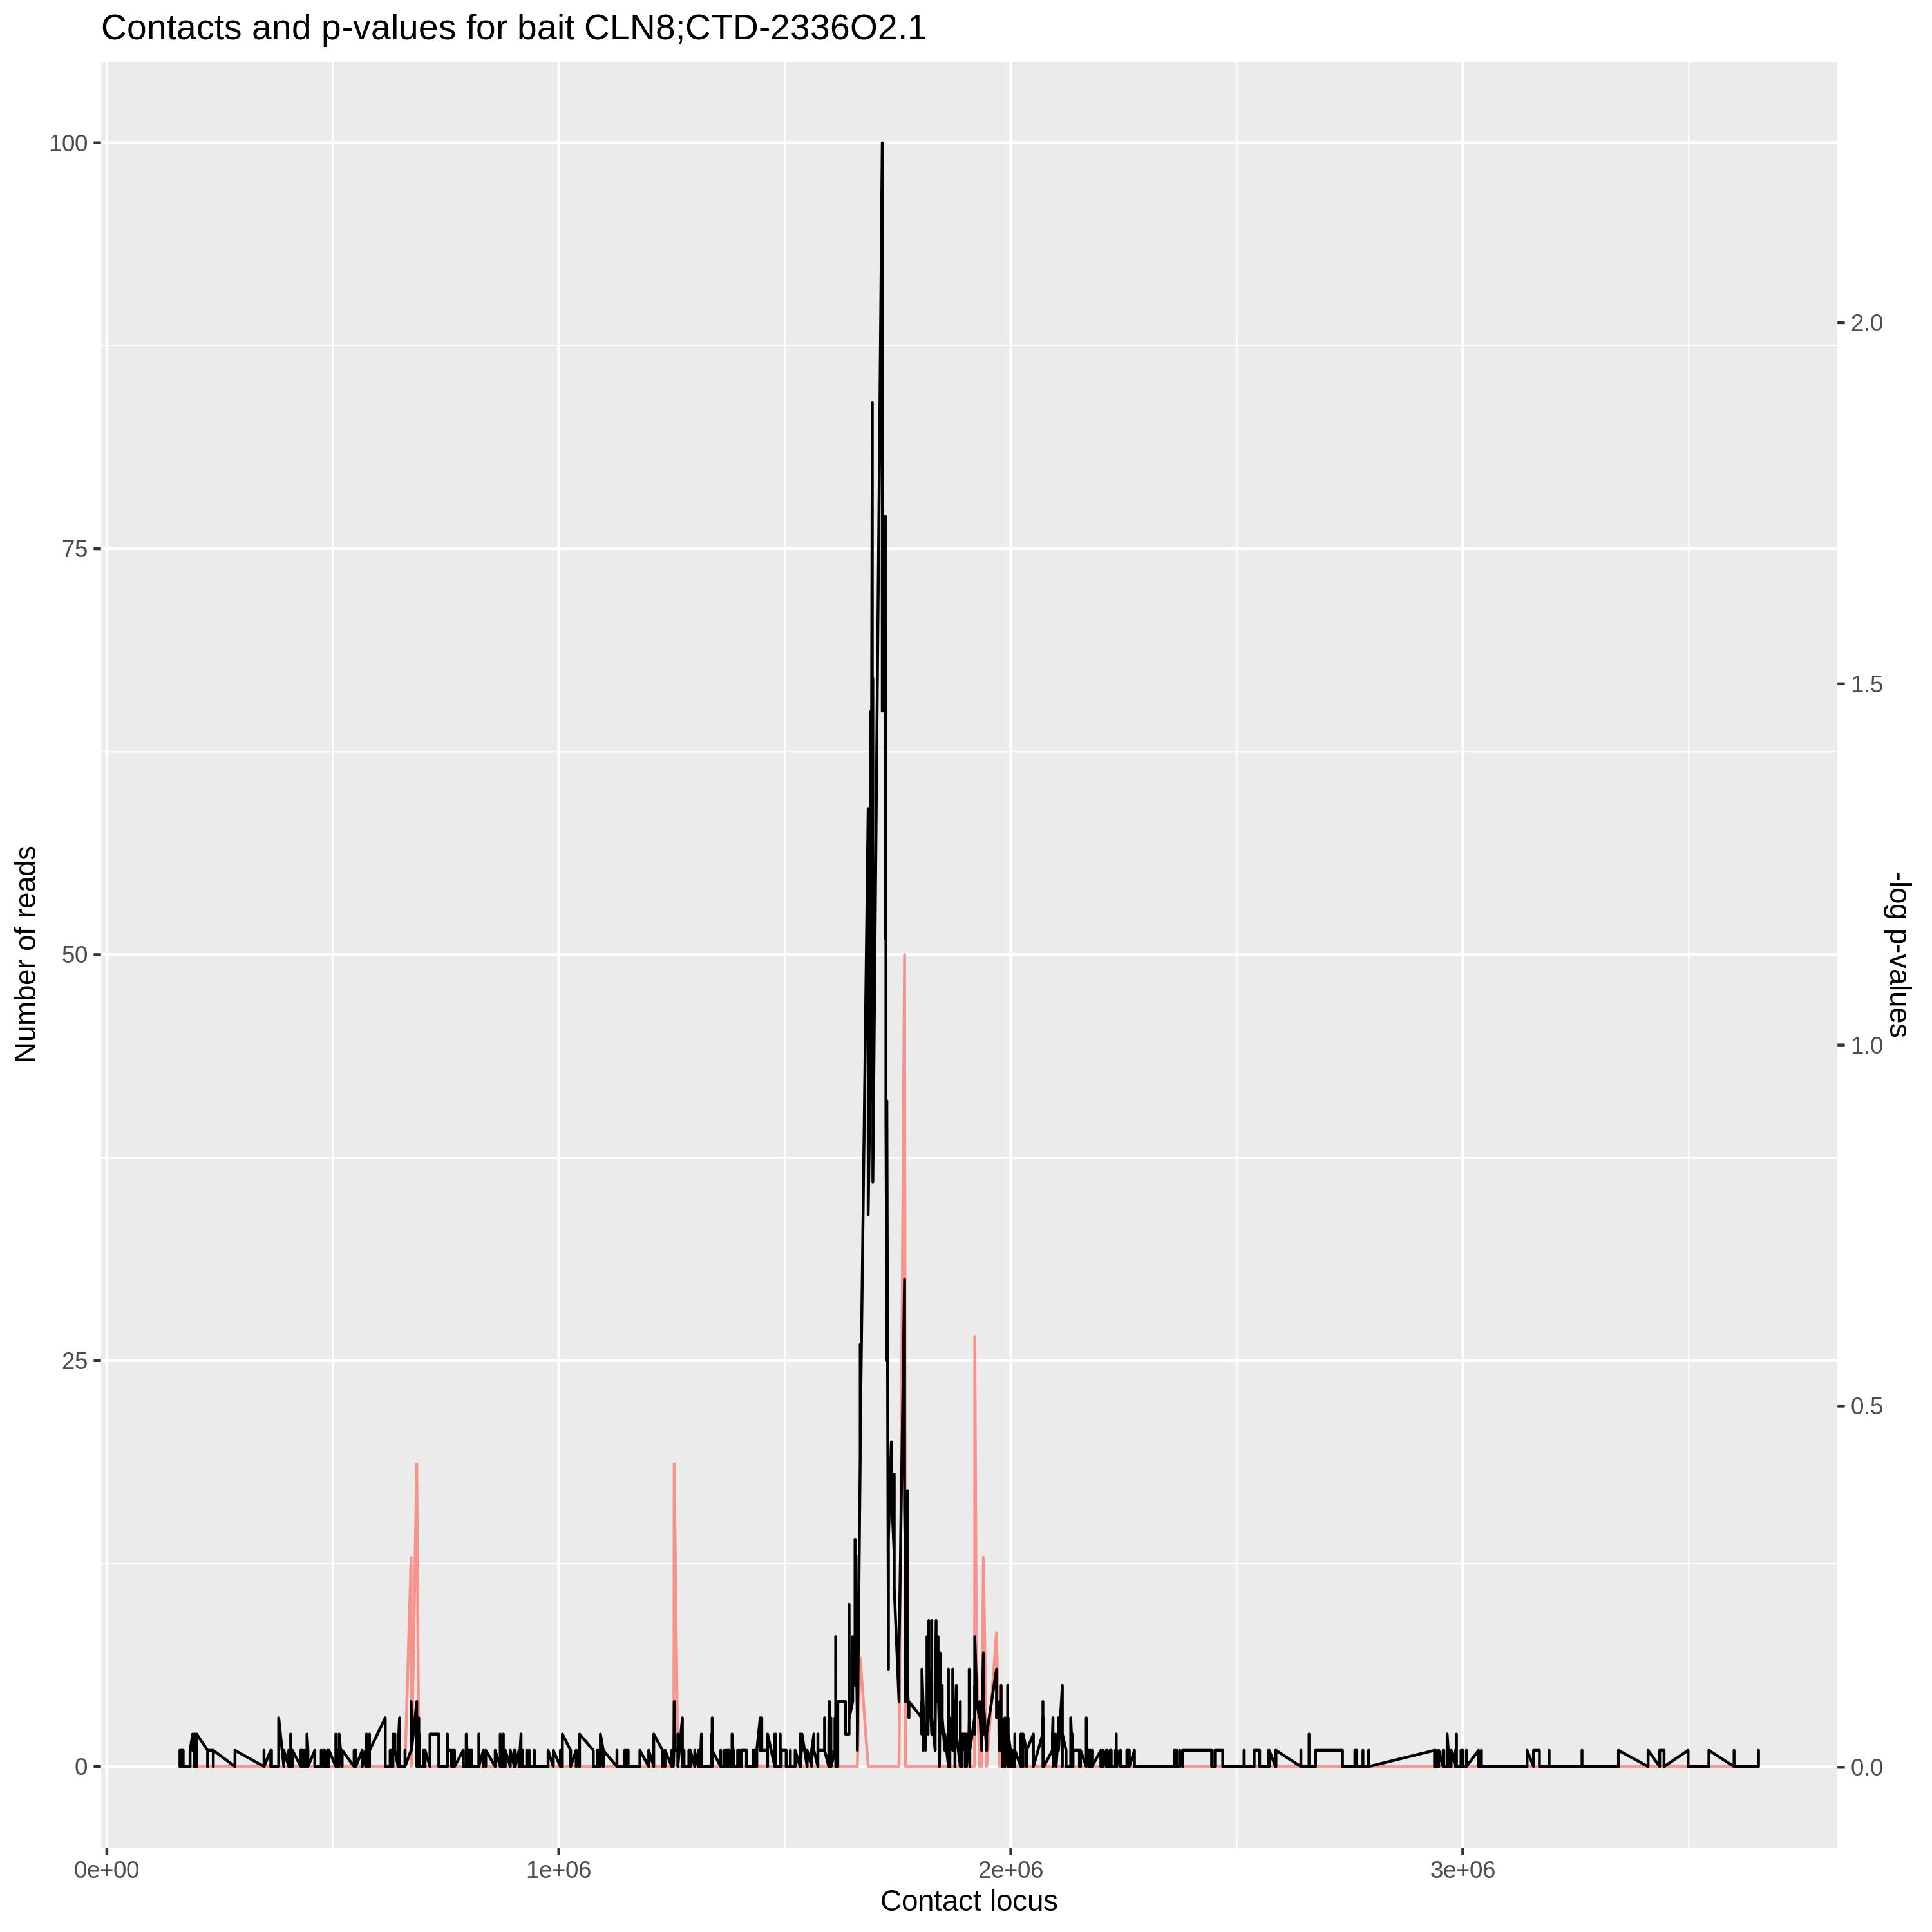 Contacts and p-values for bait CLN8;CTD-2336O2.1
100
75
50
25
0
Number of reads
2.0
1.5
1.0
0.5
0.0
-log p-values
0e+00
1e+06
2e+06
3e+06
Contact locus